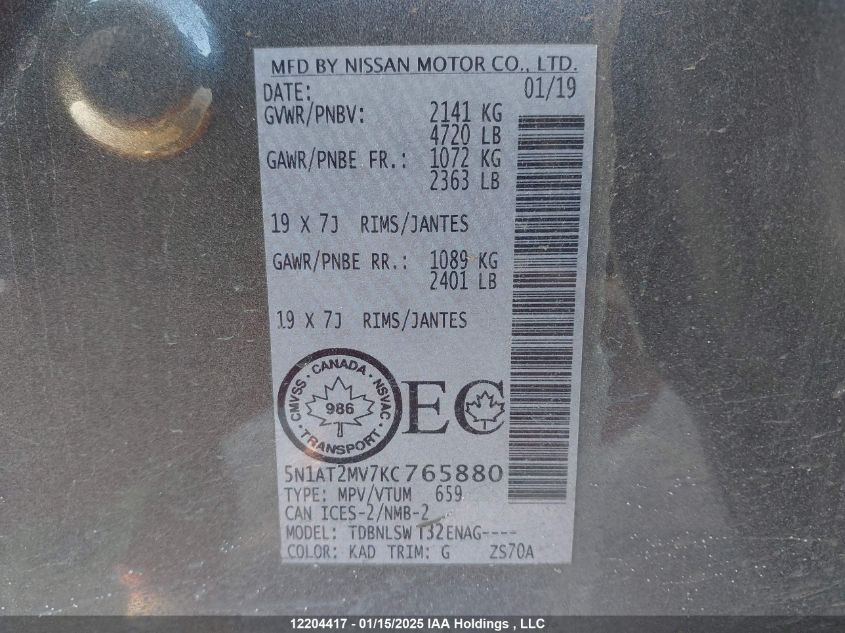 MFD BY NISSAN MOTOR CO., LTD.
DATE: 01/19
GVWR/PNBV: 2141 KG
4720 LB
GAWR/PNBE FR.: 1072 KG
2363 LB
19 X 7J RIMS/JANTES
GAWR/PNBE RR.: 1089 KG
2401 LB
19 X 7J RIMS/JANTES
CMVSS · CANADA · NSVAC · TRANSPORT ·
986
EC
5N1AT2MV7KC765880
TYPE: MPV/VTUM 659
CAN ICES-2/NMB-2
MODEL: TDBNLSW T32ENAG----
COLOR: KAD TRIM: G ZS70A
12204417 - 01/15/2025 IAA Holdings , LLC